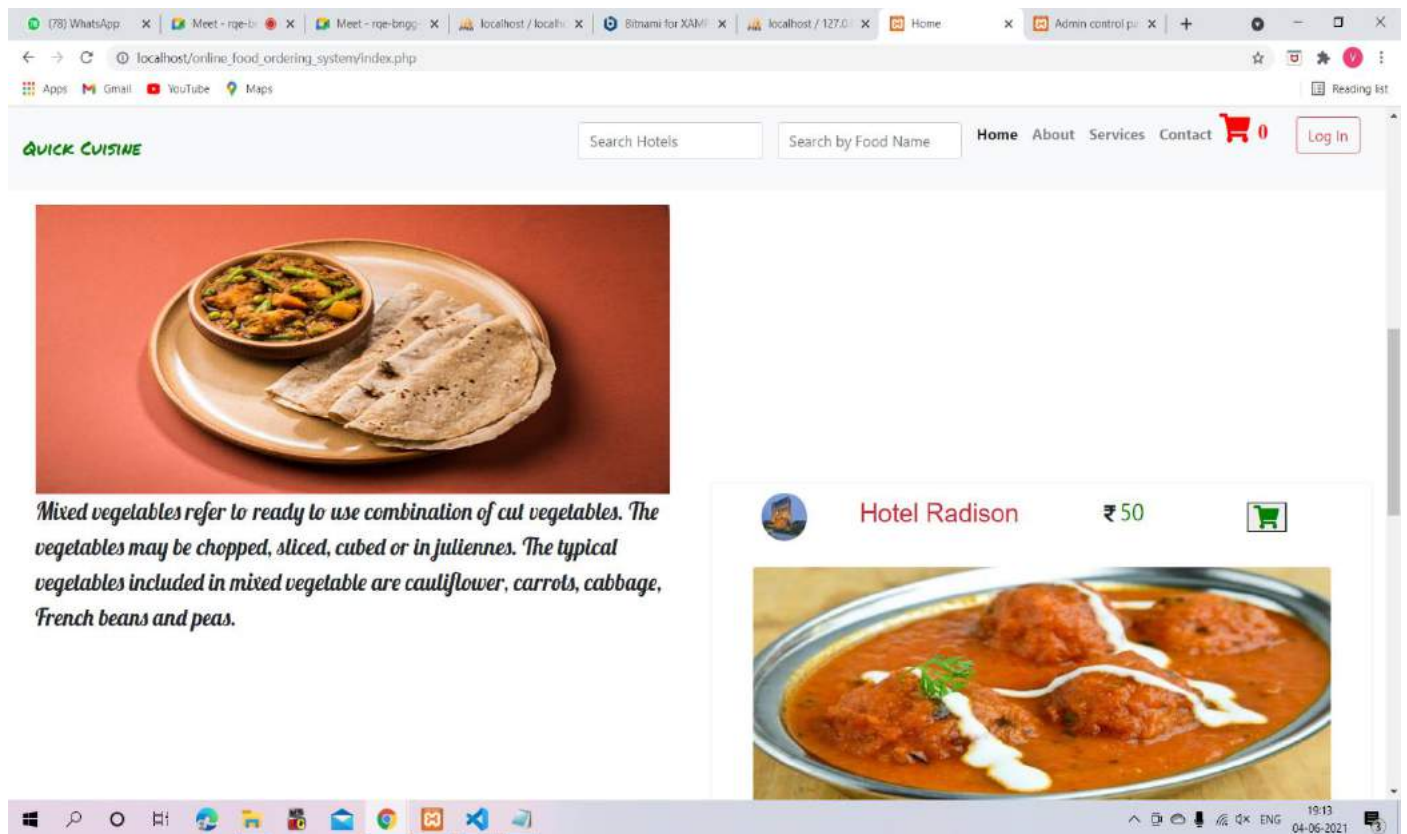 (78) WhatsApp
Meet - rqe-b
Meet - rqe-bngg-
localhost / localh
Bitnami for XAM
localhost / 127.0.
Home
Admin control pa
localhost/online_food_ordering_system/index.php
Apps Gmail YouTube Maps
Reading list
QUICK CUISINE
Search Hotels
Search by Food Name
Home About Services Contact 0
Log In
Mixed vegetables refer to ready to use combination of cut vegetables. The
vegetables may be chopped, sliced, cubed or in juliennes. The typical
vegetables included in mixed vegetable are cauliflower, carrots, cabbage,
French beans and peas.
Hotel Radison ₹ 50
ENG
19:13
04-06-2021